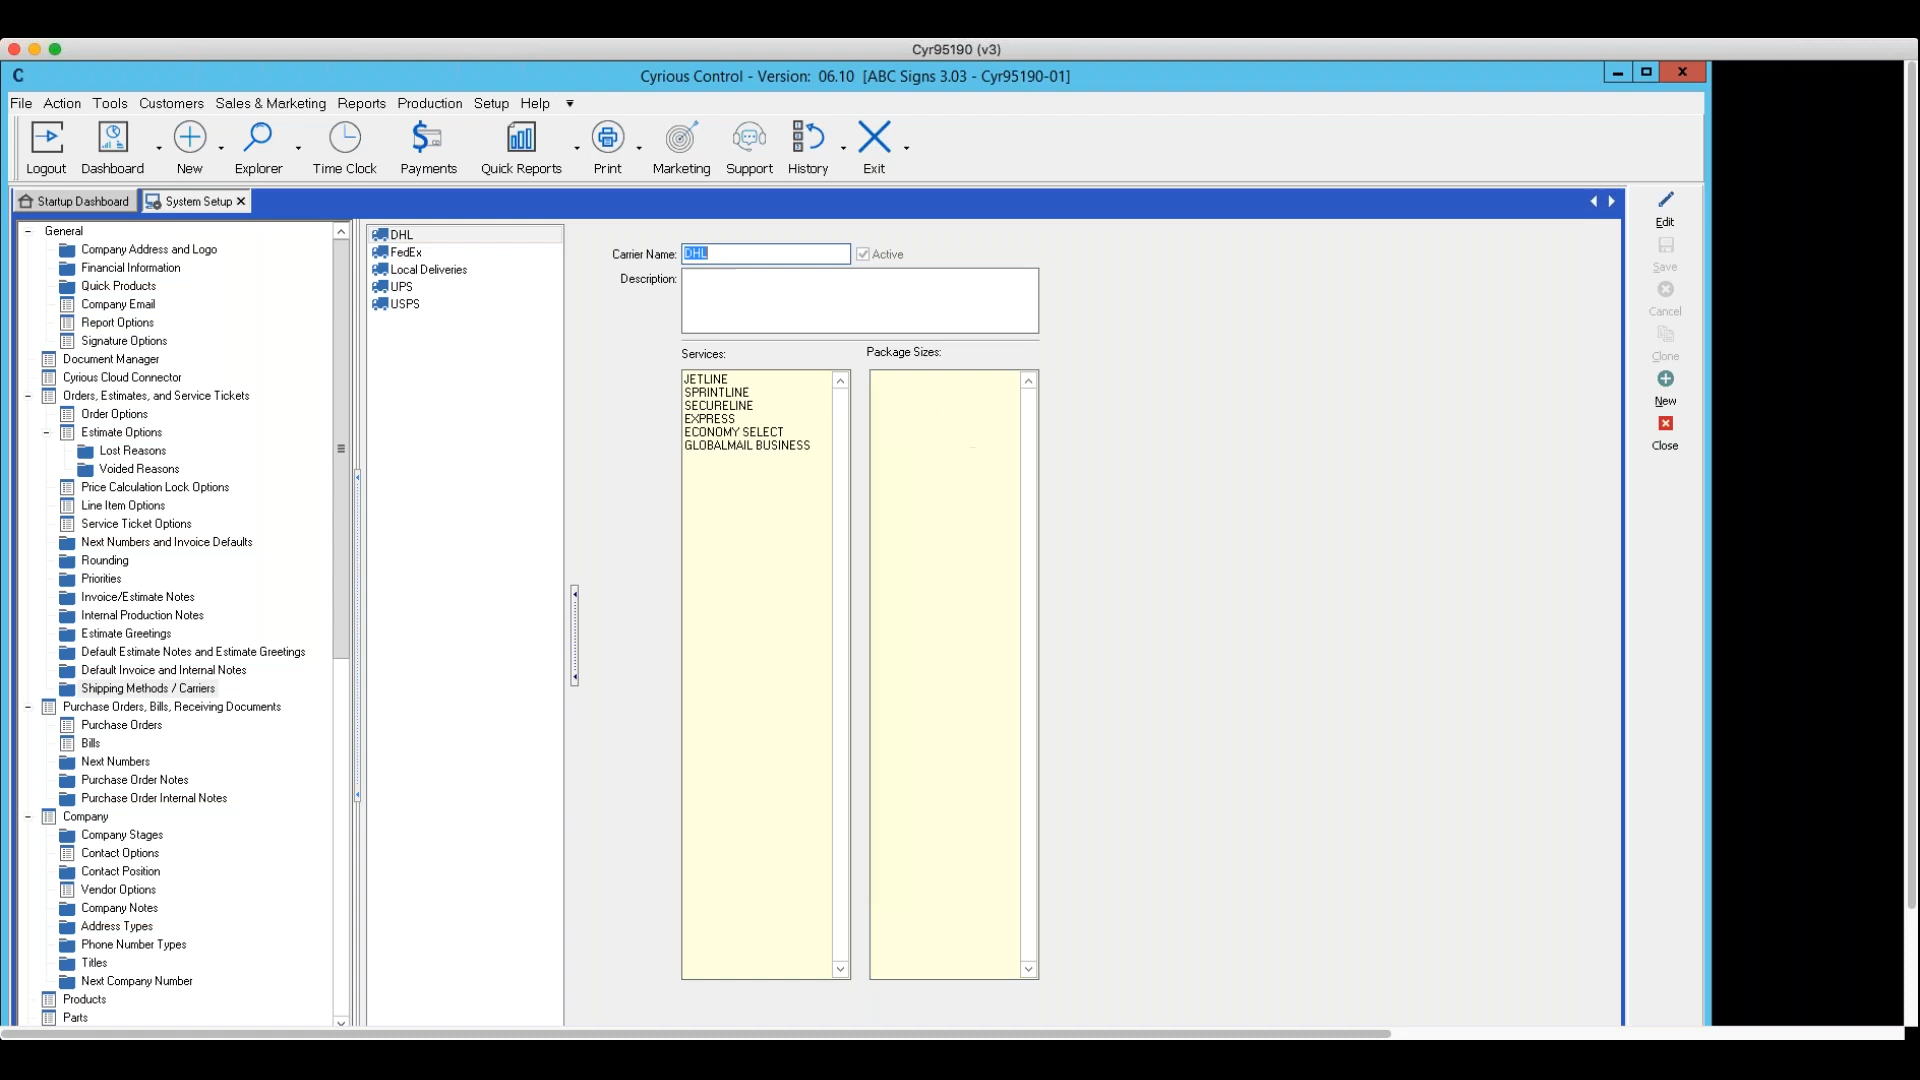 Cyr95190 (v3)
C
Cyrious Control - Version: 06.10 [ABC Signs 3.03 - Cyr95190-01]
File Action Tools Customers Sales & Marketing Reports Production Setup Help
Logout Dashboard New Explorer Time Clock Payments Quick Reports Print Marketing Support History Exit
Startup Dashboard System Setup
General
Company Address and Logo
Financial Information
Quick Products
Company Email
Report Options
Signature Options
Document Manager
Cyrious Cloud Connector
Orders, Estimates, and Service Tickets
Order Options
Estimate Options
Lost Reasons
Voided Reasons
Price Calculation Lock Options
Line Item Options
Service Ticket Options
Next Numbers and Invoice Defaults
Rounding
Priorities
Invoice/Estimate Notes
Internal Production Notes
Estimate Greetings
Default Estimate Notes and Estimate Greetings
Default Invoice and Internal Notes
Shipping Methods / Carriers
Purchase Orders, Bills, Receiving Documents
Purchase Orders
Bills
Next Numbers
Purchase Order Notes
Purchase Order Internal Notes
Company
Company Stages
Contact Options
Contact Position
Vendor Options
Company Notes
Address Types
Phone Number Types
Titles
Next Company Number
Products
Parts
DHL
FedEx
Local Deliveries
UPS
USPS
Carrier Name: DHL Active
Description:
Services: Package Sizes:
JETLINE
SPRINTLINE
SECURELINE
EXPRESS
ECONOMY SELECT
GLOBALMAIL BUSINESS
Edit
Save
Cancel
Clone
New
Close